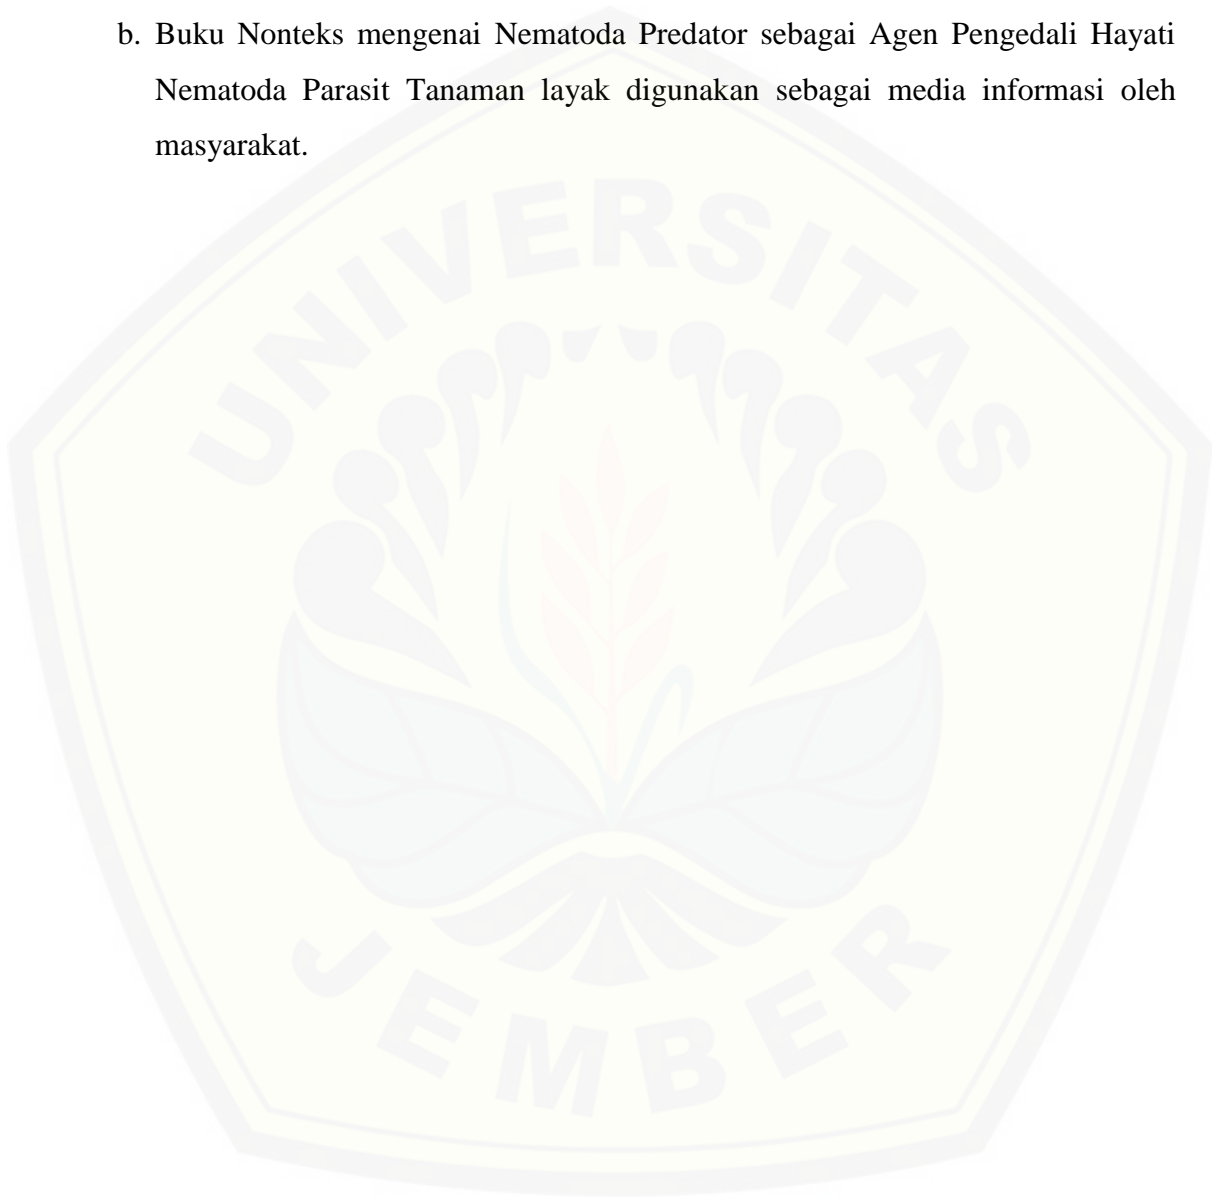 b. Buku Nonteks mengenai Nematoda Predator sebagai Agen Pengedali Hayati
Nematoda Parasit Tanaman layak digunakan sebagai media informasi oleh
masyarakat.
UNIVERSITAS
JEMBER